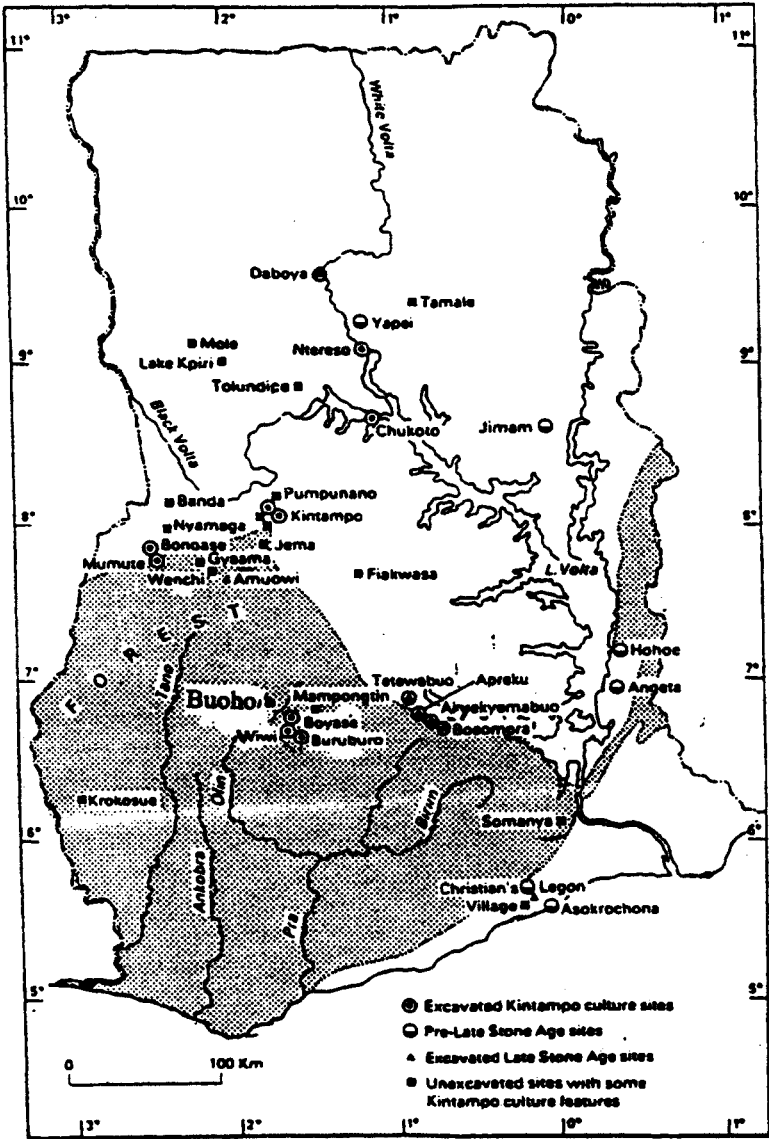 3° 2° 1° 0° 1°
11° 11°
White Volta
10° 10°
Daboya
Tamale
Yapei
Mole
Ntereso
Lake Kpiri
9° 9°
Tolundipe
Black Volta
Chukoto
Jimam
Pumpunano
Banda
Kintampo
8° 8°
Nyamaga
Bonoase
Jema
Mumute
Gyaama
L. Volta
Wenchi
Amuowi
Fiakwasa
FOREST
Hohoe
7° 7°
Tano
Tetewabuo
Apreku
Angeta
Buoho
Mampongtin
Akyekyemabuo
Boyase
Bosompra
Wiwi
Buruburo
Ofin
Krokosue
Birim
Somanya
6° 6°
Ankobra
Christian's Legon
Village
Asokrochona
Pra
5° 5°
Excavated Kintampo culture sites
Pre-Late Stone Age sites
Excavated Late Stone Age sites
0 100 Km
Unexcavated sites with some
Kintampo culture features
3° 2° 1° 0° 1°